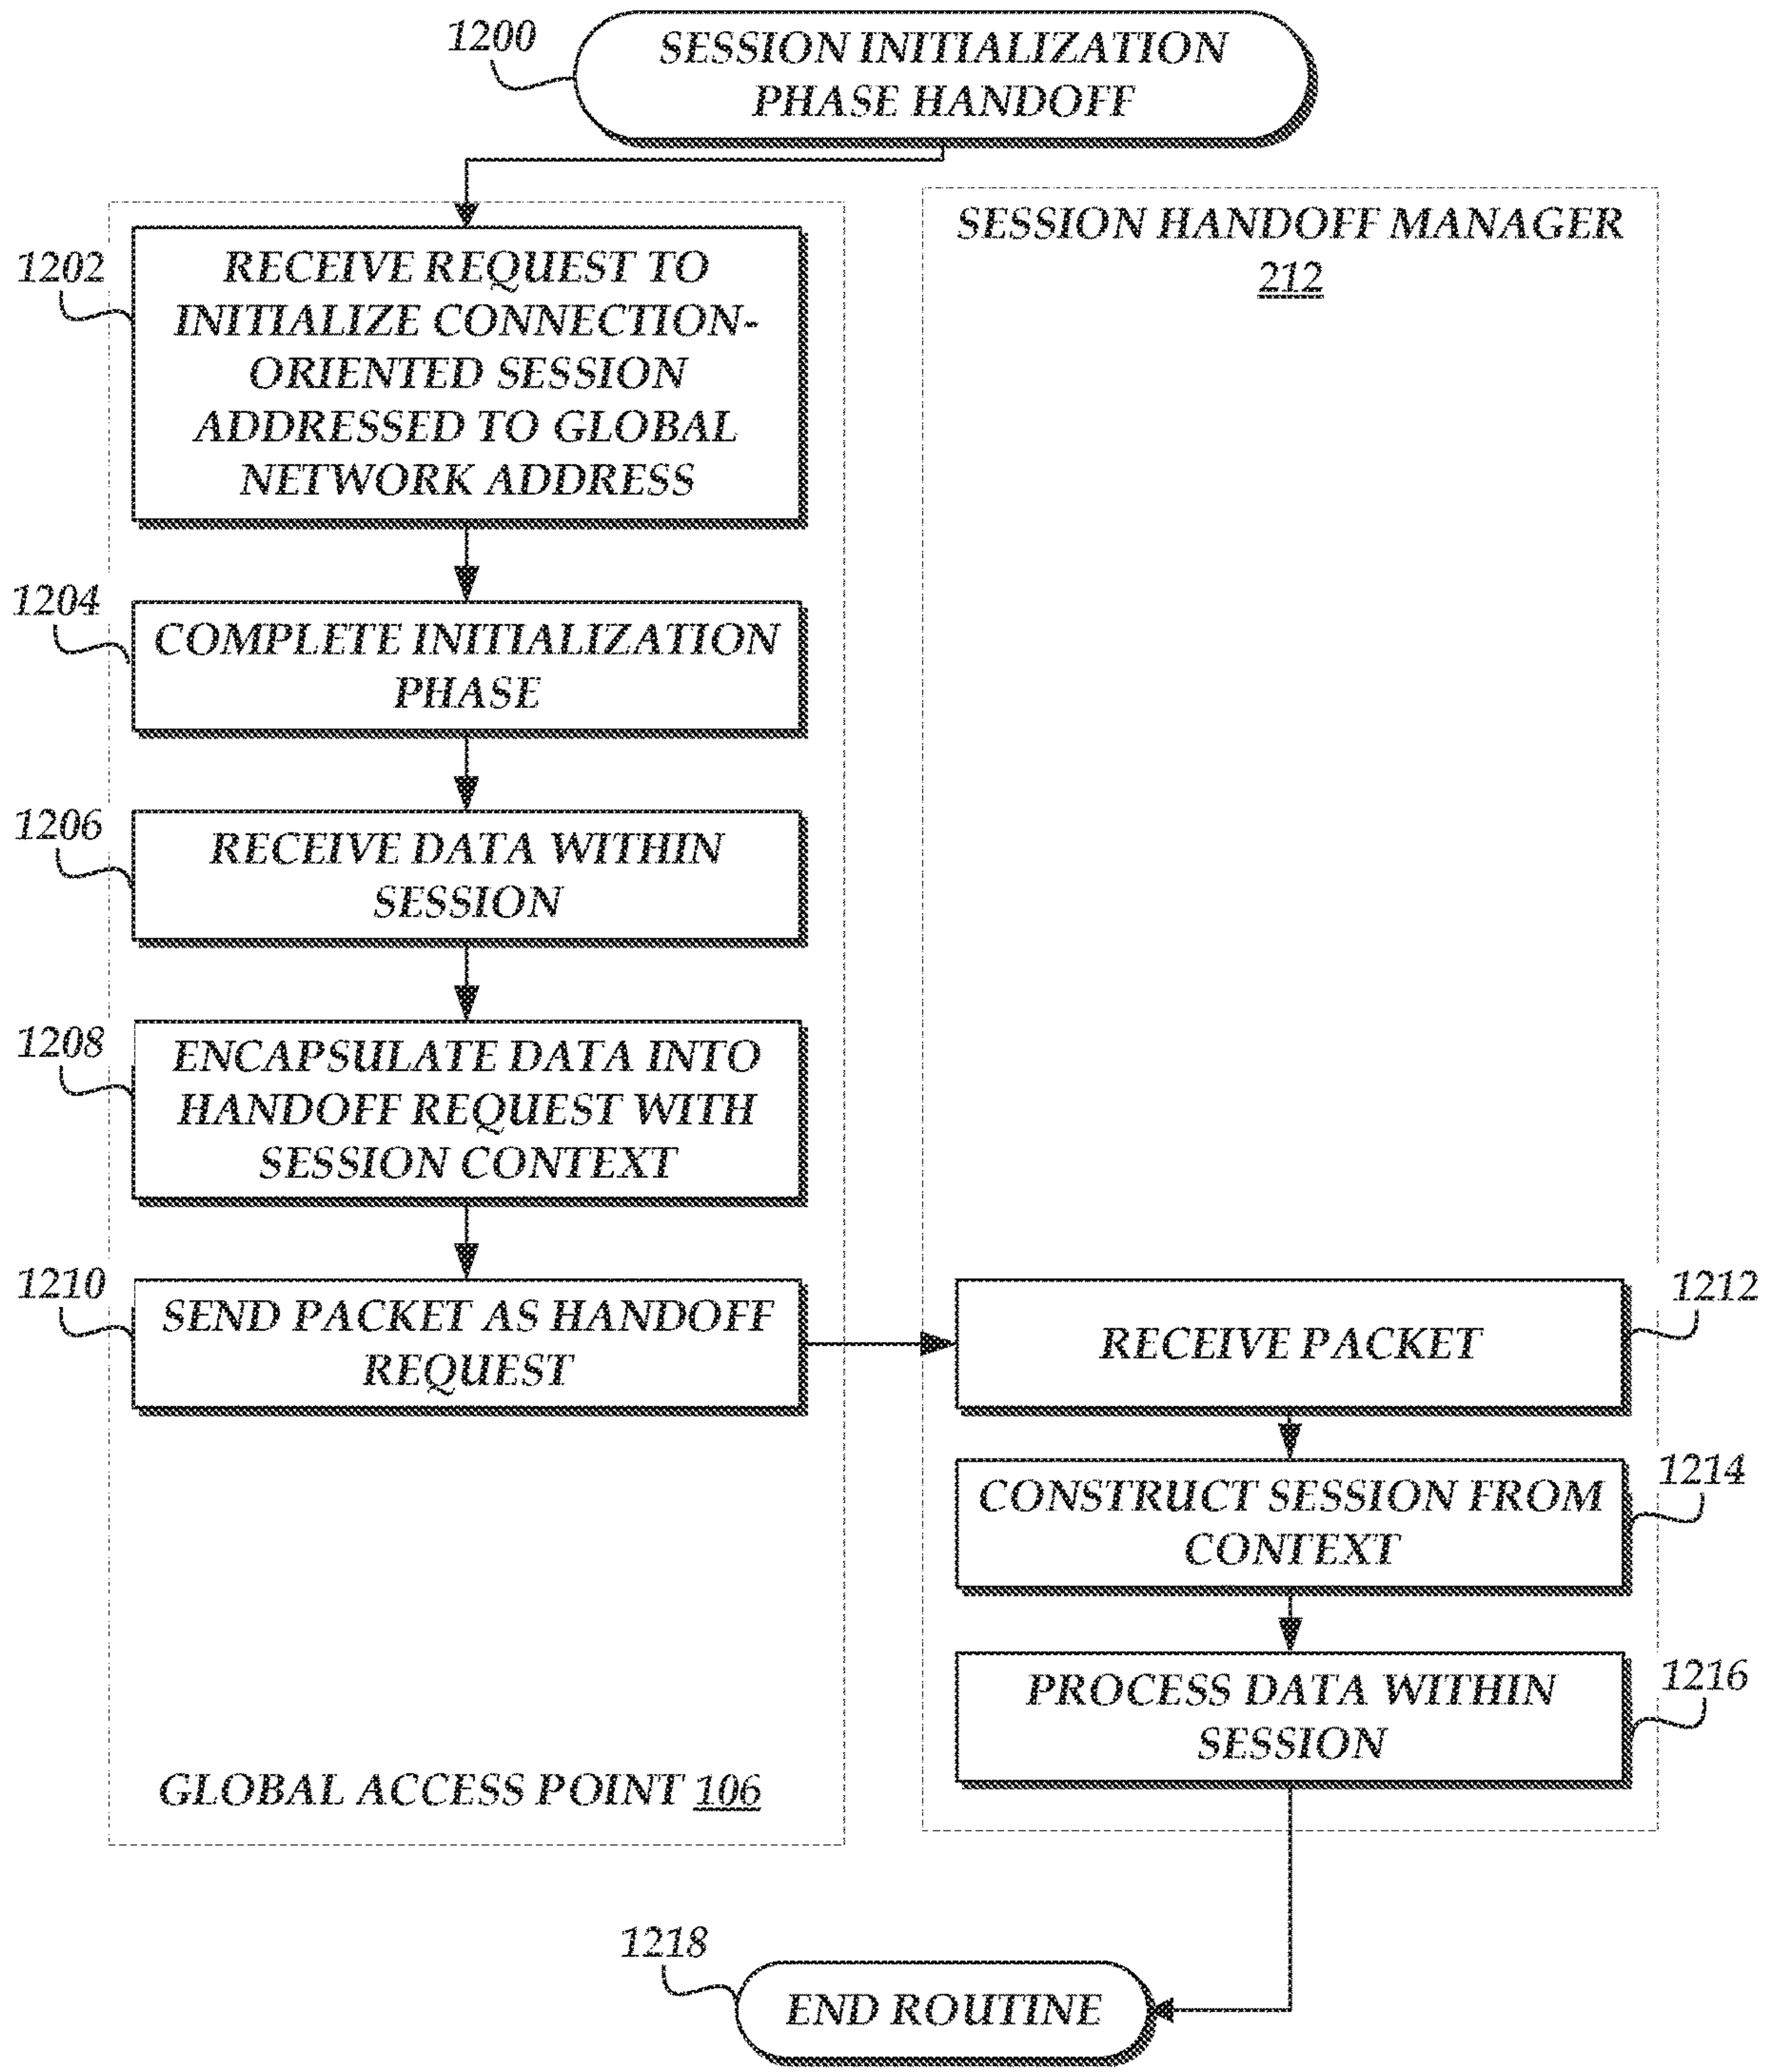 1200
SESSION INITIALIZATION
PHASE HANDOFF
SESSION HANDOFF MANAGER
212
1202
RECEIVE REQUEST TO
INITIALIZE CONNECTION-
ORIENTED SESSION
ADDRESSED TO GLOBAL
NETWORK ADDRESS
1204
COMPLETE INITIALIZATION
PHASE
1206
RECEIVE DATA WITHIN
SESSION
1208
ENCAPSULATE DATA INTO
HANDOFF REQUEST WITH
SESSION CONTEXT
1210
SEND PACKET AS HANDOFF
REQUEST
1212
RECEIVE PACKET
1214
CONSTRUCT SESSION FROM
CONTEXT
1216
PROCESS DATA WITHIN
SESSION
GLOBAL ACCESS POINT 106
1218
END ROUTINE